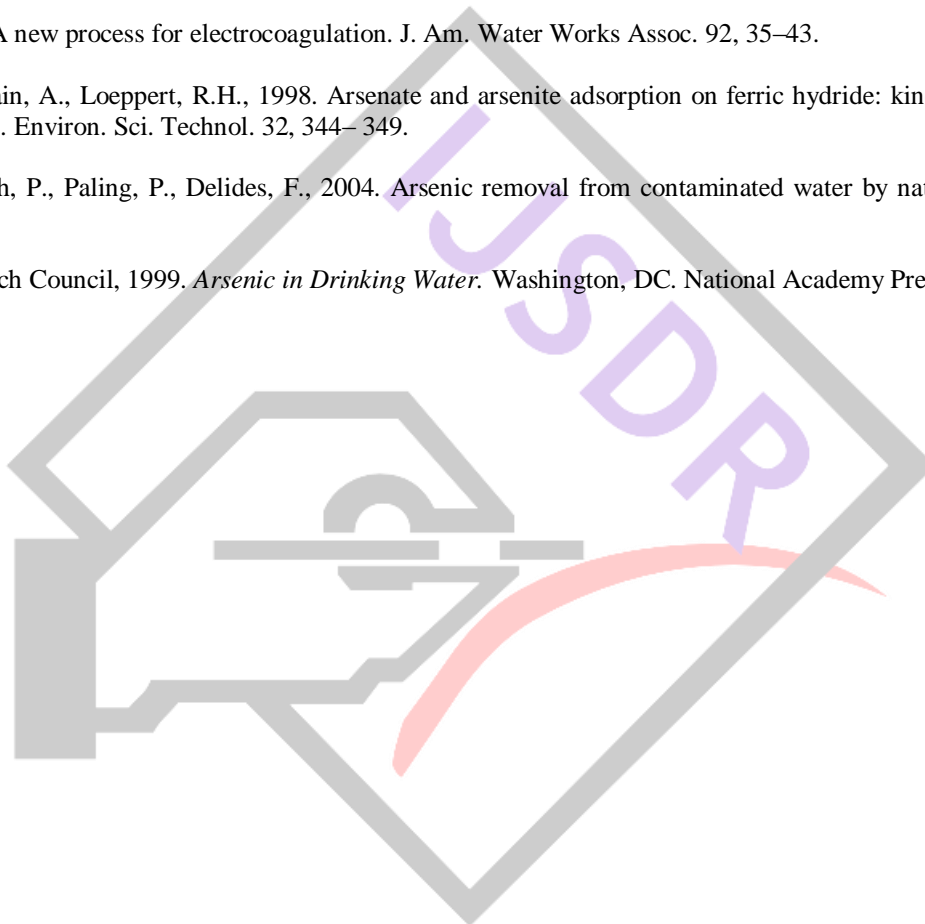 A new process for electrocoagulation. J. Am. Water Works Assoc. 92, 35–43.
ain, A., Loeppert, R.H., 1998. Arsenate and arsenite adsorption on ferric hydride: kin
. Environ. Sci. Technol. 32, 344– 349.
h, P., Paling, P., Delides, F., 2004. Arsenic removal from contaminated water by nat
ch Council, 1999. Arsenic in Drinking Water. Washington, DC. National Academy Pre
IJSDR